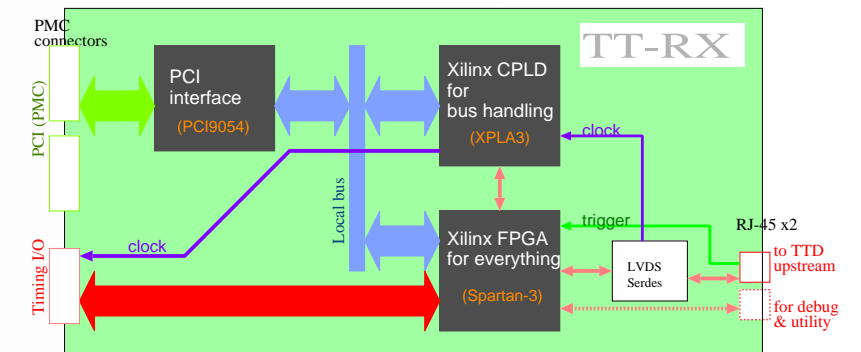 PMC
connectors
TT-RX
PCI (PMC)
PCI
interface
(PCI9054)
Xilinx CPLD
for
bus handling
(XPLA3)
clock
Local bus
trigger
RJ-45 x2
Timing I/O
clock
Xilinx FPGA
for everything
(Spartan-3)
LVDS
Serdes
to TTD
upstream
for debug
& utility